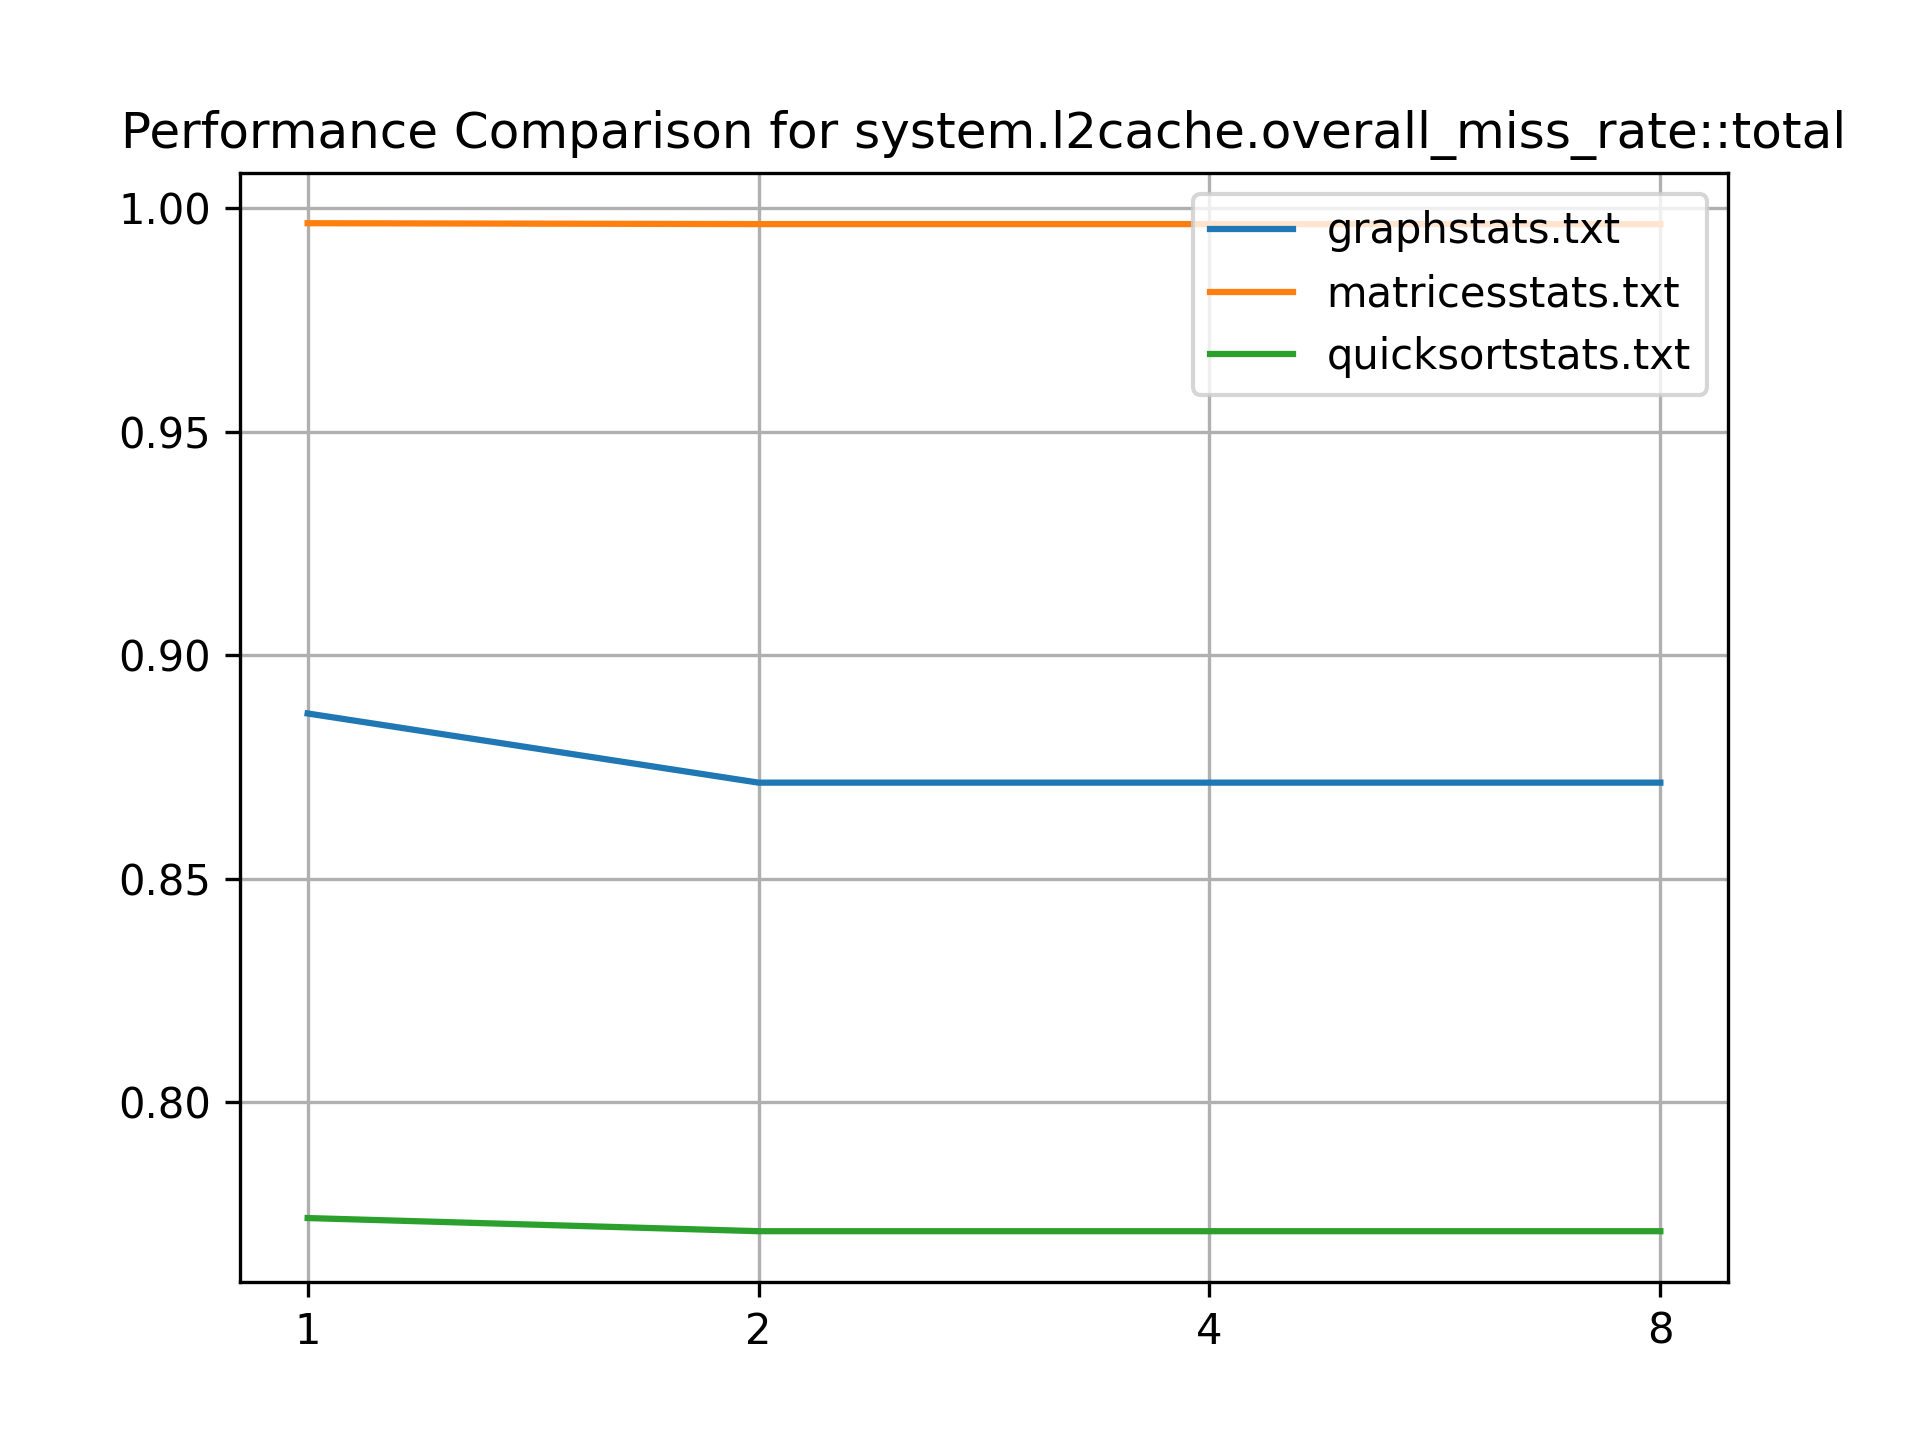 Performance Comparison for system.l2cache.overall_miss_rate::total
1.00
graphstats.txt
matricesstats.txt
quicksortstats.txt
0.95
0.90
0.85
0.80
1 2 4 8